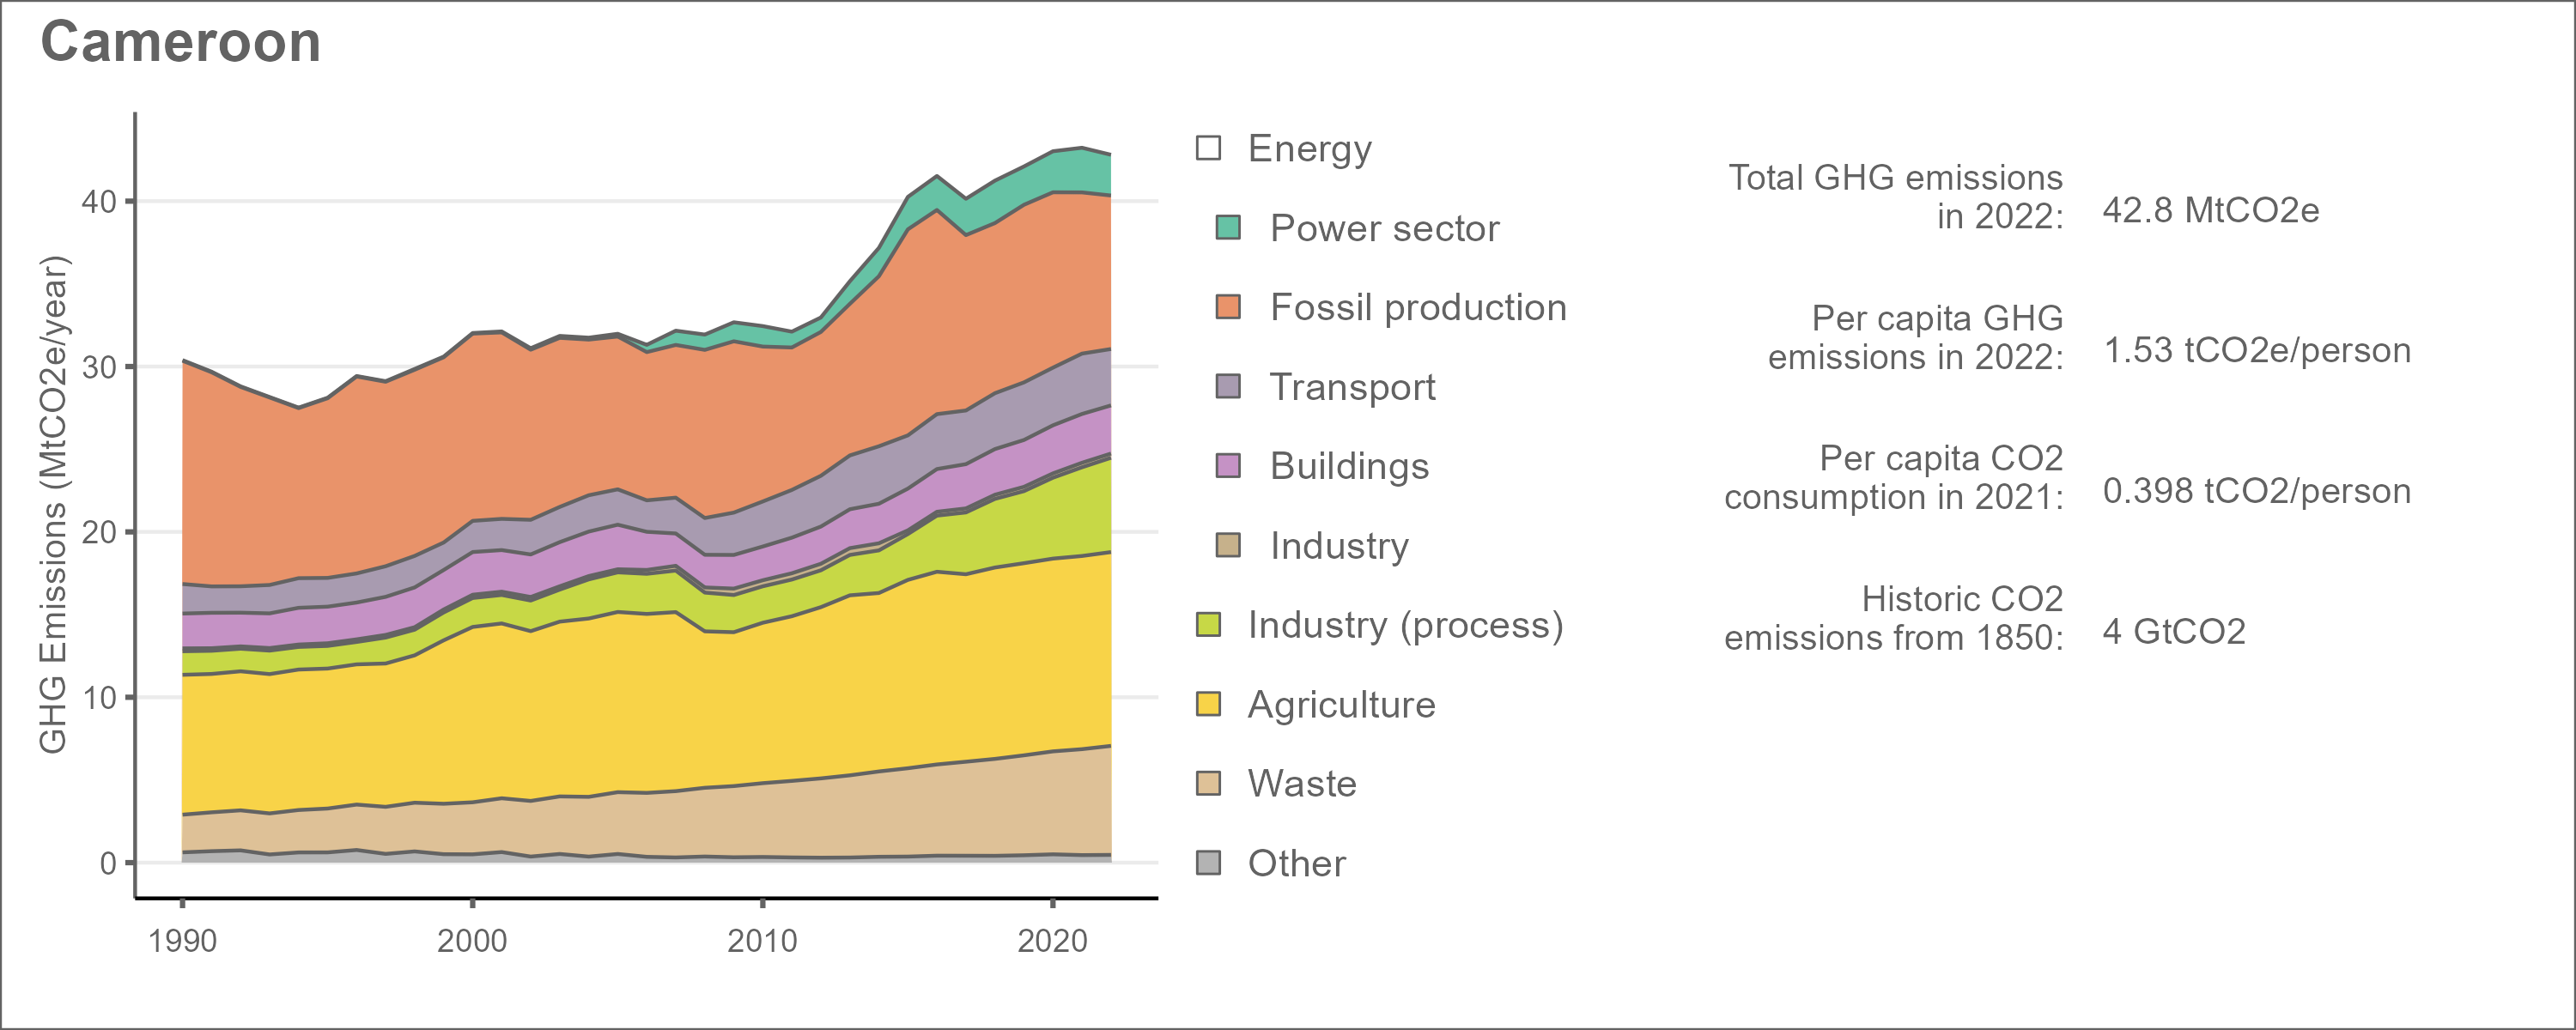 Cameroon
GHG Emissions (MtCO2e/year)
40
30
20
10
0
1990
2000
2010
2020
Energy
Power sector
Fossil production
Transport
Buildings
Industry
Industry (process)
Agriculture
Waste
Other
Total GHG emissions
in 2022:
42.8 MtCO2e
Per capita GHG
emissions in 2022:
1.53 tCO2e/person
Per capita CO2
consumption in 2021:
0.398 tCO2/person
Historic CO2
emissions from 1850:
4 GtCO2